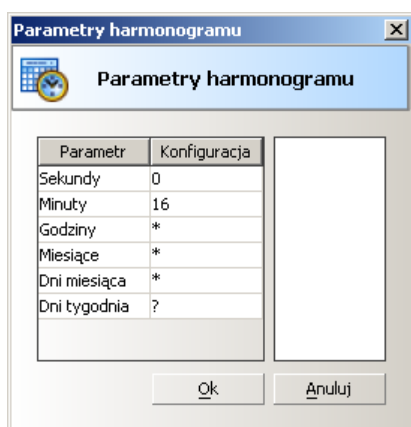 Parametry harmonogramu
Parametry harmonogramu
Parametr Konfiguracja
Sekundy 0
Minuty 16
Godziny *
Miesiące *
Dni miesiąca *
Dni tygodnia ?
Ok Anuluj